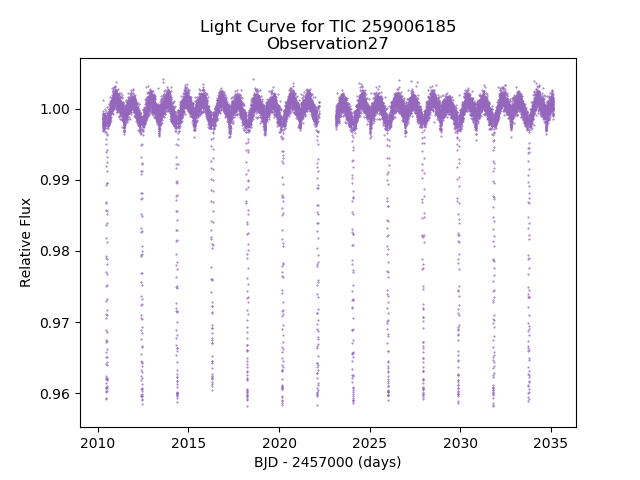 Light Curve for TIC 259006185
Observation27
1.00
0.99
0.98
0.97
0.96
Relative Flux
2010 2015 2020 2025 2030 2035
BJD - 2457000 (days)